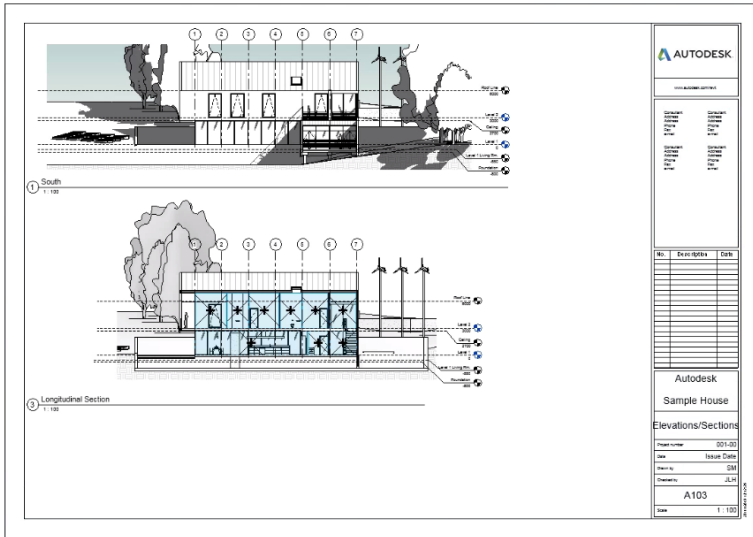 1 2 3 4 5 6 7
Roof Line
Level 2
Ceiling
Level 1
Level 1 Living Rm.
Foundation
1 South
1 : 100
1 2 3 4 5 6 7
Roof Line
Level 2
Ceiling
Level 1
Level 1 Living Rm.
Foundation
3 Longitudinal Section
1 : 100
AUTODESK
www.autodesk.com/revit
Consultant Consultant
Address Address
Address Address
Phone Phone
Fax Fax
e-mail e-mail
Consultant Consultant
Address Address
Address Address
Phone Phone
Fax Fax
e-mail e-mail
No. Description Date
Autodesk
Sample House
Elevations/Sections
Project number 001-00
Date Issue Date
Drawn by SM
Checked by JLH
A103
Scale 1 : 100